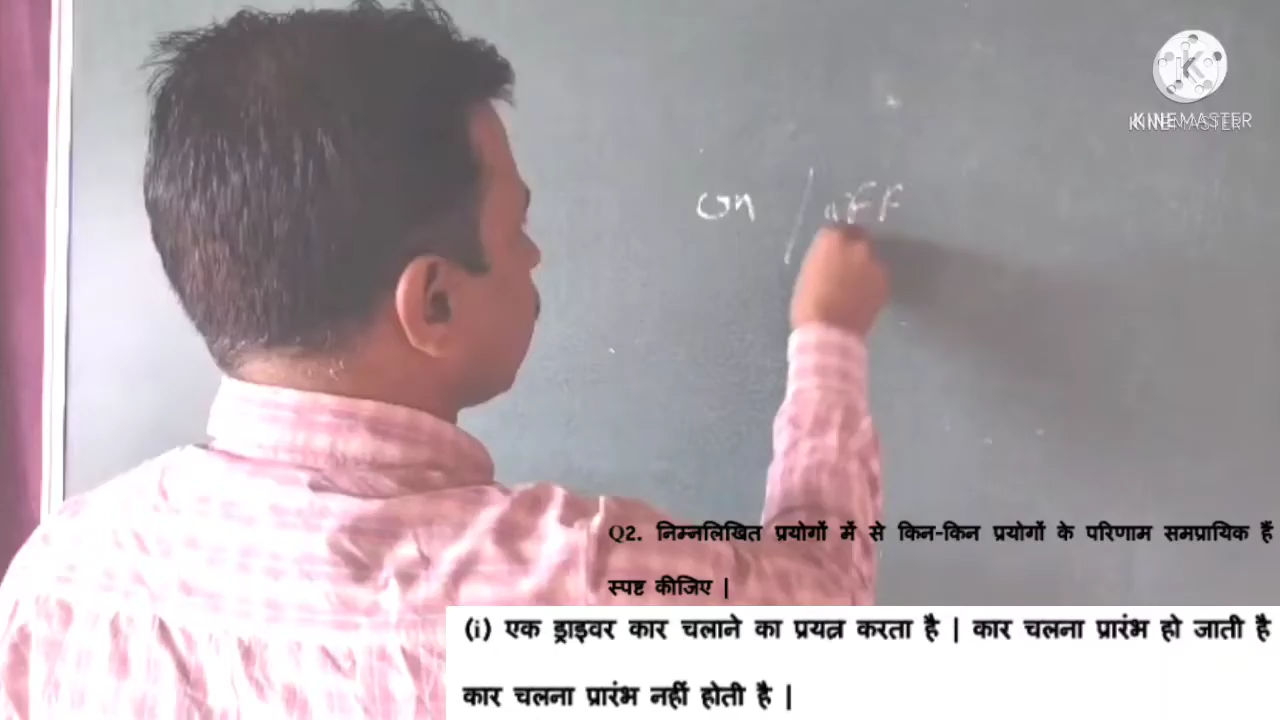 KINEMASTER
On / off
Q2. निम्नलिखित प्रयोगों में से किन-किन प्रयोगों के परिणाम समप्रायिक हैं
स्पष्ट कीजिए |
(i) एक ड्राइवर कार चलाने का प्रयत्न करता है | कार चलना प्रारंभ हो जाती है
कार चलना प्रारंभ नहीं होती है |